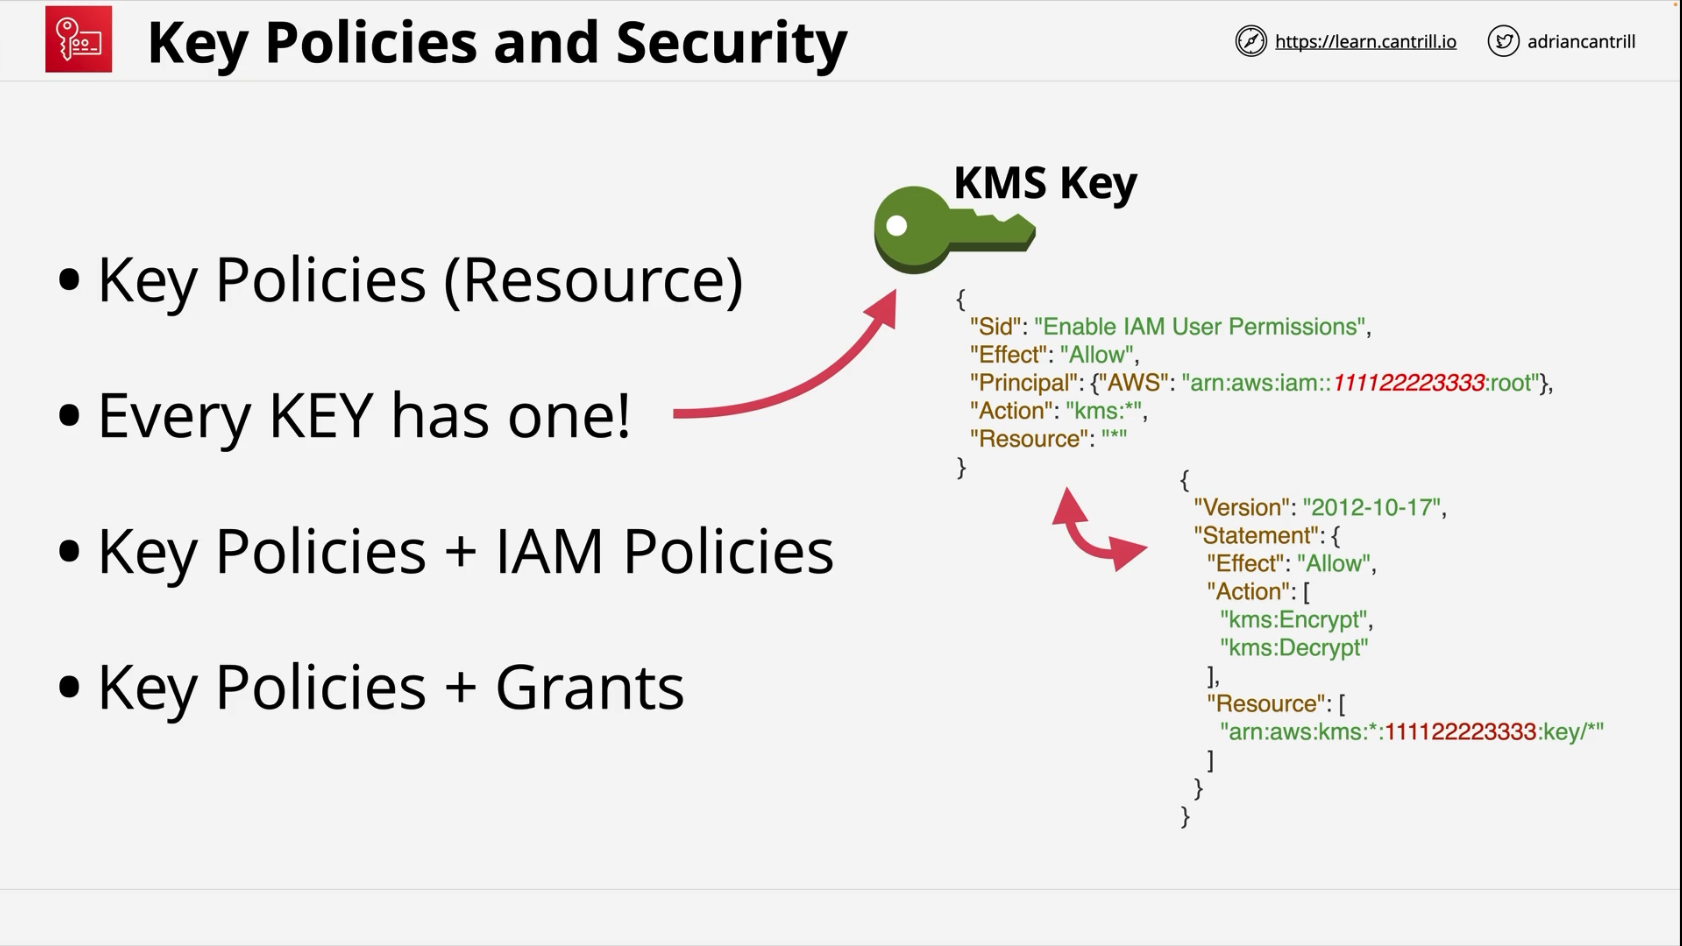 Key Policies and Security
https://learn.cantrill.io
adriancantrill
• Key Policies (Resource)
• Every KEY has one!
• Key Policies + IAM Policies
• Key Policies + Grants
KMS Key
{
"Sid": "Enable IAM User Permissions",
"Effect": "Allow",
"Principal": {"AWS": "arn:aws:iam::111122223333:root"},
"Action": "kms:*",
"Resource": "*"
}
{
"Version": "2012-10-17",
"Statement": {
"Effect": "Allow",
"Action": [
"kms:Encrypt",
"kms:Decrypt"
],
"Resource": [
"arn:aws:kms:*:111122223333:key/*"
]
}
}